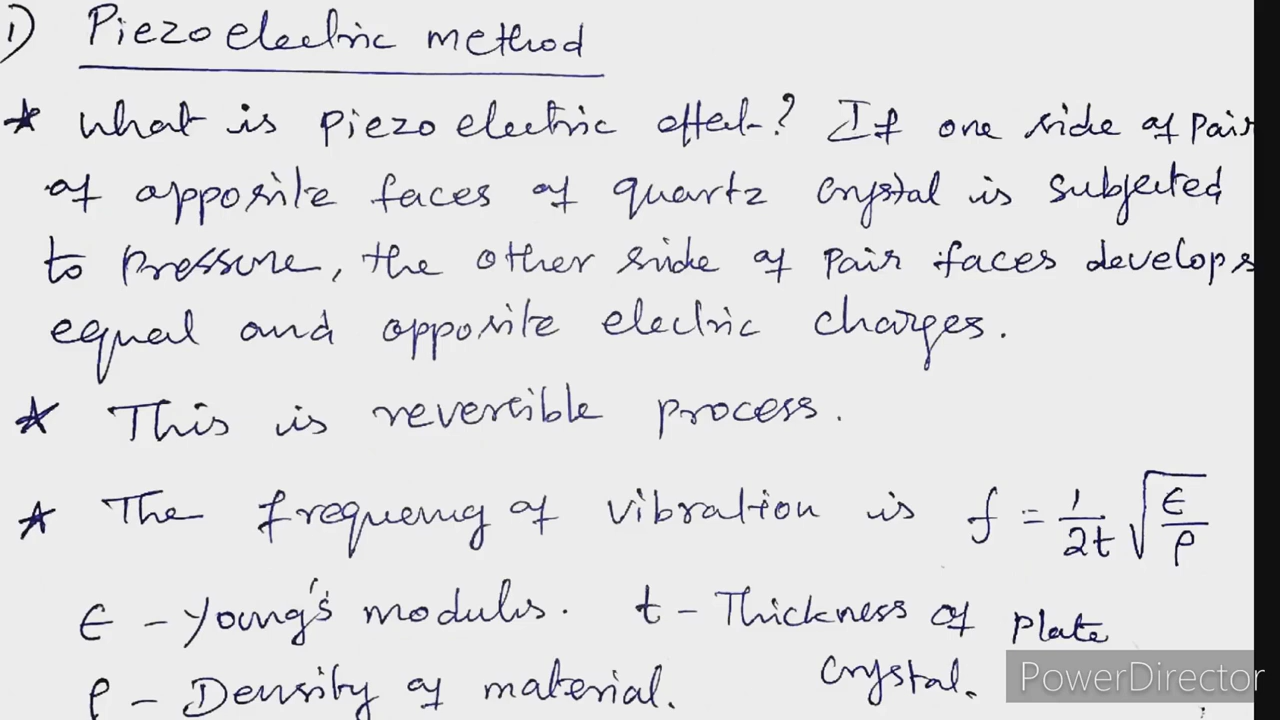 1) Piezoelectric method
* What is piezoelectric effect? If one side of pair
of opposite faces of quartz crystal is subjected
to pressure, the other side of pair faces develops
equal and opposite electric charges.
* This is reversible process.
* The frequency of vibration is f = 1/2t √(E/ρ)
E - Young's modulus. t - Thickness of plate
ρ - Density of material. crystal.
PowerDirector